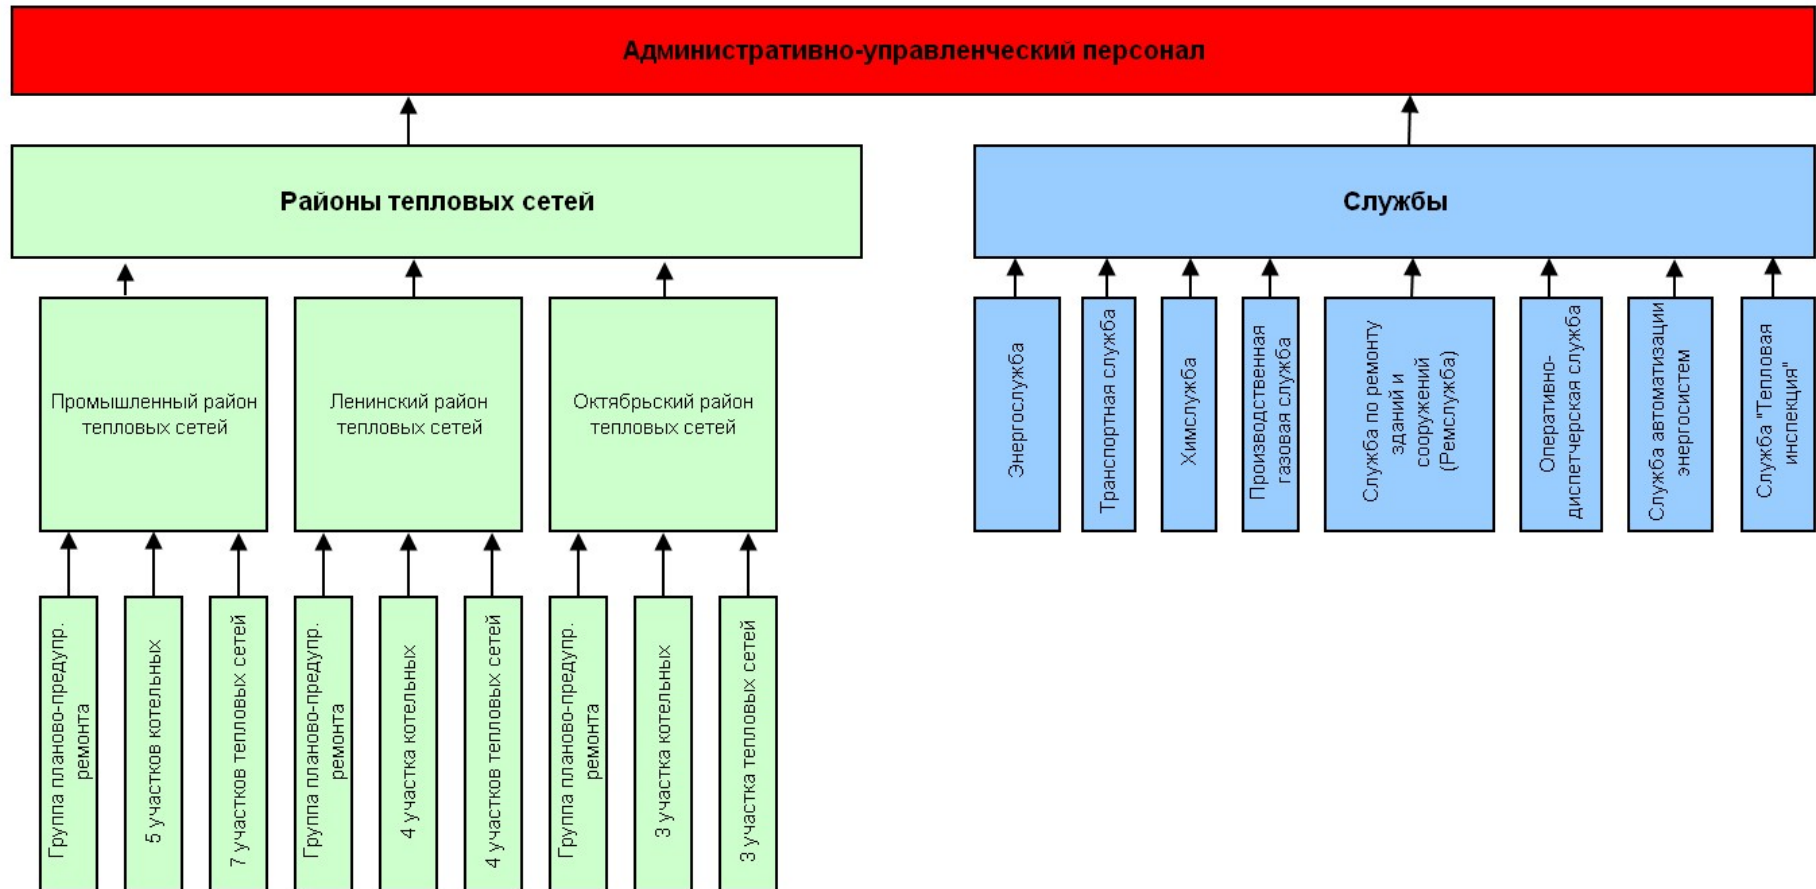 Административно-управленческий персонал
Районы тепловых сетей
Службы
Промышленный район
тепловых сетей
Ленинский район
тепловых сетей
Октябрьский район
тепловых сетей
Энергослужба
Транспортная служба
Химслужба
Производственная
газовая служба
Служба по ремонту
зданий и
сооружений
(Ремслужба)
Оперативно-
диспетчерская служба
Служба автоматизации
энергосистем
Служба "Тепловая
инспекция"
Группа планово-предупр.
ремонта
5 участков котельных
7 участков тепловых сетей
Группа планово-предупр.
ремонта
4 участка котельных
4 участков тепловых сетей
Группа планово-предупр.
ремонта
3 участка котельных
3 участка тепловых сетей